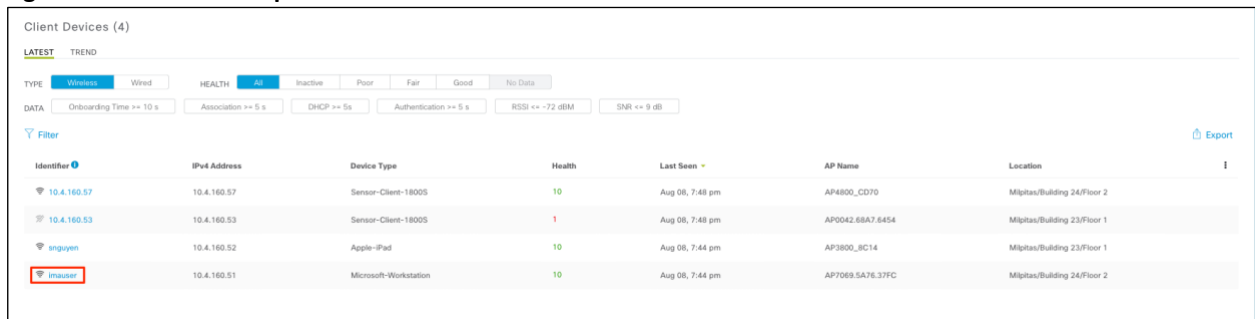 Client Devices (4)
LATEST TREND
TYPE Wireless Wired HEALTH All Inactive Poor Fair Good No Data
DATA Onboarding Time >= 10 s Association >= 5 s DHCP >= 5s Authentication >= 5 s RSSI <= -72 dBM SNR <= 9 dB
Filter Export
Identifier IPv4 Address Device Type Health Last Seen AP Name Location
10.4.160.57 10.4.160.57 Sensor-Client-1800S 10 Aug 08, 7:48 pm AP4800_CD70 Milpitas/Building 24/Floor 2
10.4.160.53 10.4.160.53 Sensor-Client-1800S 1 Aug 08, 7:48 pm AP0042.68A7.6454 Milpitas/Building 23/Floor 1
snguyen 10.4.160.52 Apple-iPad 10 Aug 08, 7:44 pm AP3800_8C14 Milpitas/Building 23/Floor 1
imauser 10.4.160.51 Microsoft-Workstation 10 Aug 08, 7:44 pm AP7069.5A76.37FC Milpitas/Building 24/Floor 2